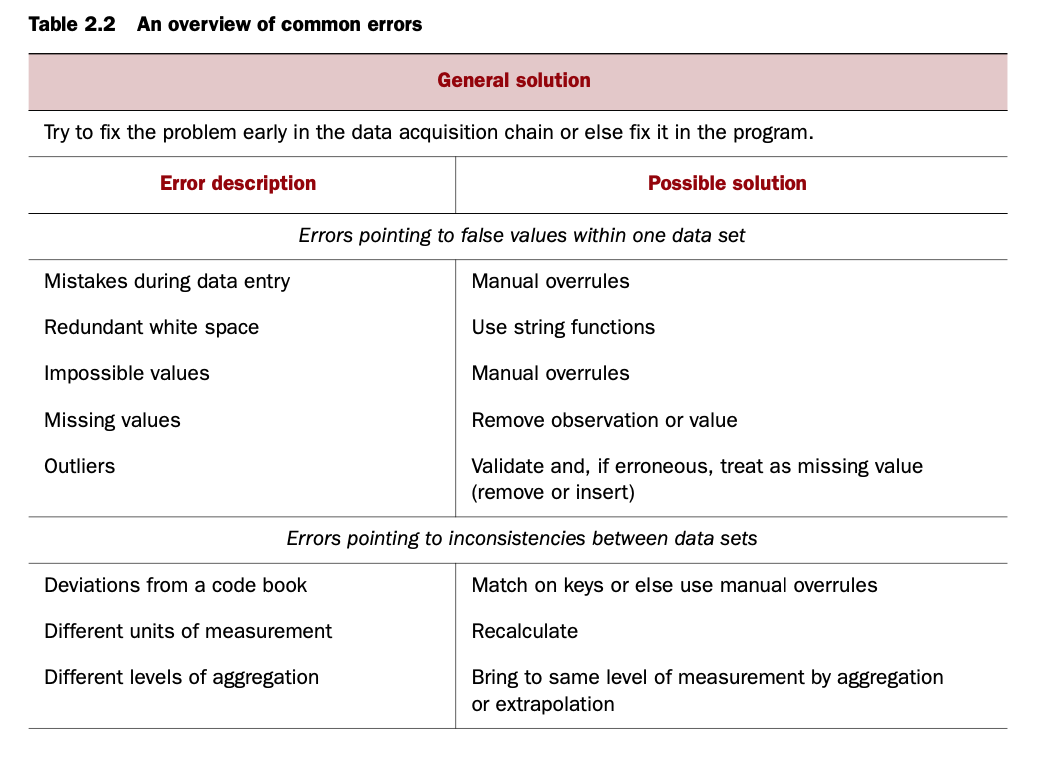 Table 2.2 An overview of common errors
General solution
Try to fix the problem early in the data acquisition chain or else fix it in the program.
Error description Possible solution
Errors pointing to false values within one data set
Mistakes during data entry Manual overrules
Redundant white space Use string functions
Impossible values Manual overrules
Missing values Remove observation or value
Outliers Validate and, if erroneous, treat as missing value
(remove or insert)
Errors pointing to inconsistencies between data sets
Deviations from a code book Match on keys or else use manual overrules
Different units of measurement Recalculate
Different levels of aggregation Bring to same level of measurement by aggregation
or extrapolation